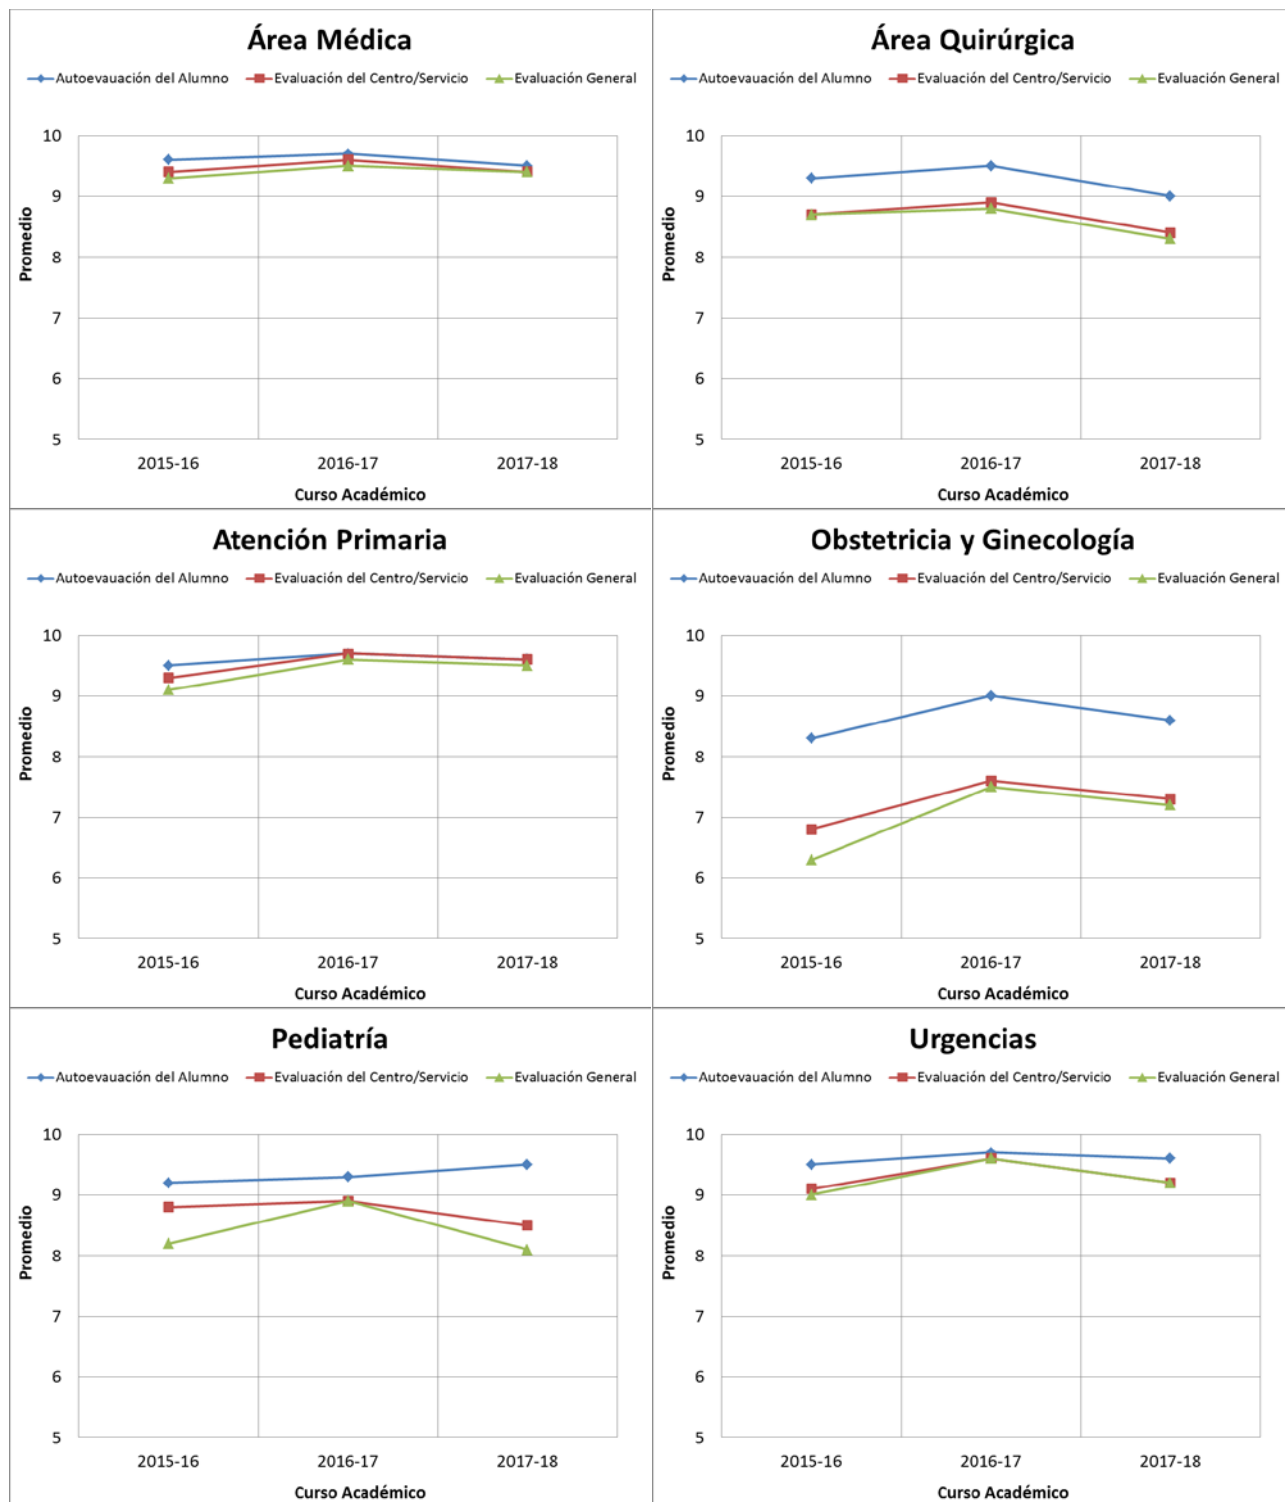 Área Médica
Autoevauación del Alumno Evaluación del Centro/Servicio Evaluación General
10
9
8
7
6
5
Promedio
2015-16 2016-17 2017-18
Curso Académico
Área Quirúrgica
Autoevauación del Alumno Evaluación del Centro/Servicio Evaluación General
10
9
8
7
6
5
Promedio
2015-16 2016-17 2017-18
Curso Académico
Atención Primaria
Autoevauación del Alumno Evaluación del Centro/Servicio Evaluación General
10
9
8
7
6
5
Promedio
2015-16 2016-17 2017-18
Curso Académico
Obstetricia y Ginecología
Autoevauación del Alumno Evaluación del Centro/Servicio Evaluación General
10
9
8
7
6
5
Promedio
2015-16 2016-17 2017-18
Curso Académico
Pediatría
Autoevauación del Alumno Evaluación del Centro/Servicio Evaluación General
10
9
8
7
6
5
Promedio
2015-16 2016-17 2017-18
Curso Académico
Urgencias
Autoevauación del Alumno Evaluación del Centro/Servicio Evaluación General
10
9
8
7
6
5
Promedio
2015-16 2016-17 2017-18
Curso Académico